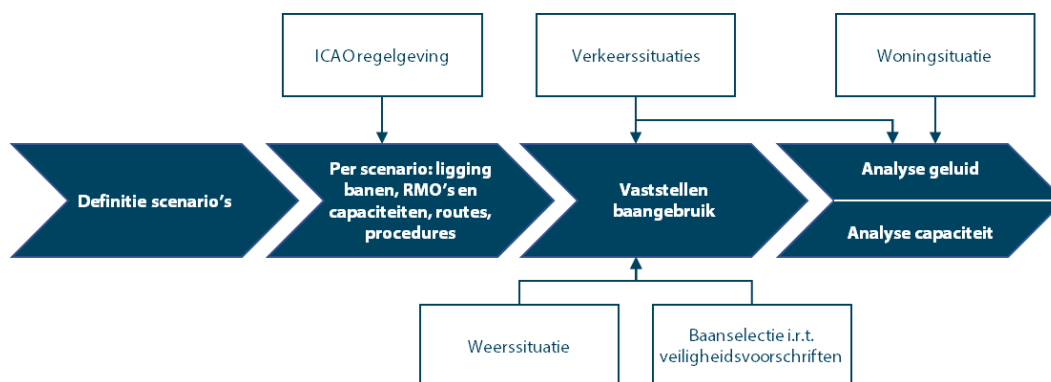 ICAO regelgeving
Verkeerssituaties
Woningsituatie
Definitie scenario's
Per scenario: ligging
banen, RMO's en
capaciteiten, routes,
procedures
Vaststellen
baangebruik
Analyse geluid
Analyse capaciteit
Weerssituatie
Baanselectie i.r.t.
veiligheidsvoorschriften